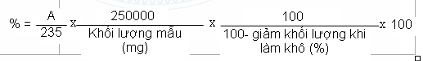 % = A/235 x 250000/Khối lượng mẫu (mg) x 100/100- giảm khối lượng khi làm khô (%) x 100